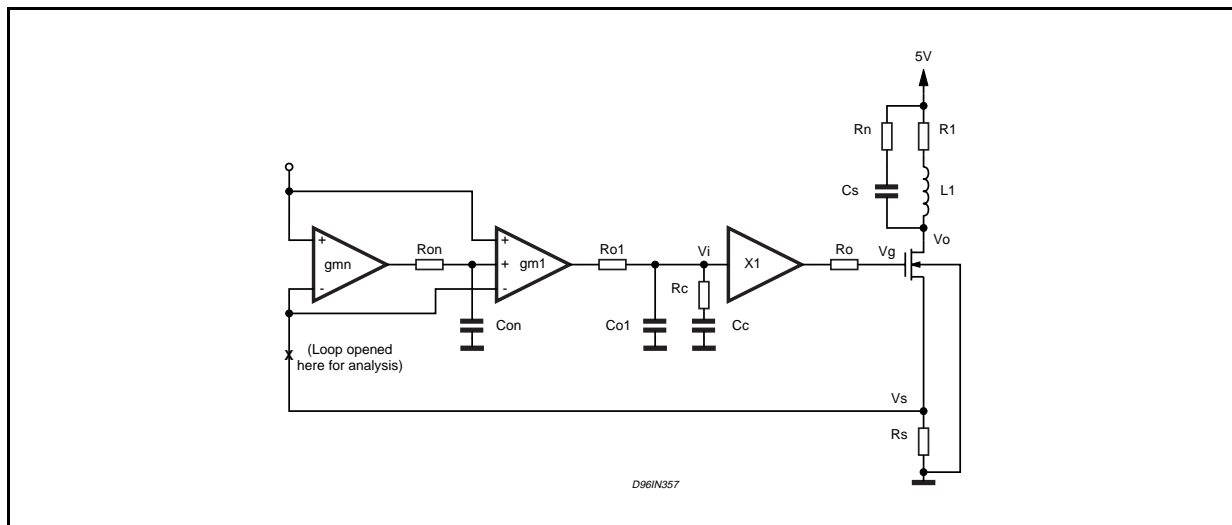 5V
Rn
R1
Cs
L1
+
-
gmn
Ron
+
+
-
gm1
Ro1
Vi
X1
Ro
Vg
Vo
Rc
Con
Co1
Cc
x
(Loop opened
here for analysis)
Vs
Rs
D96IN357